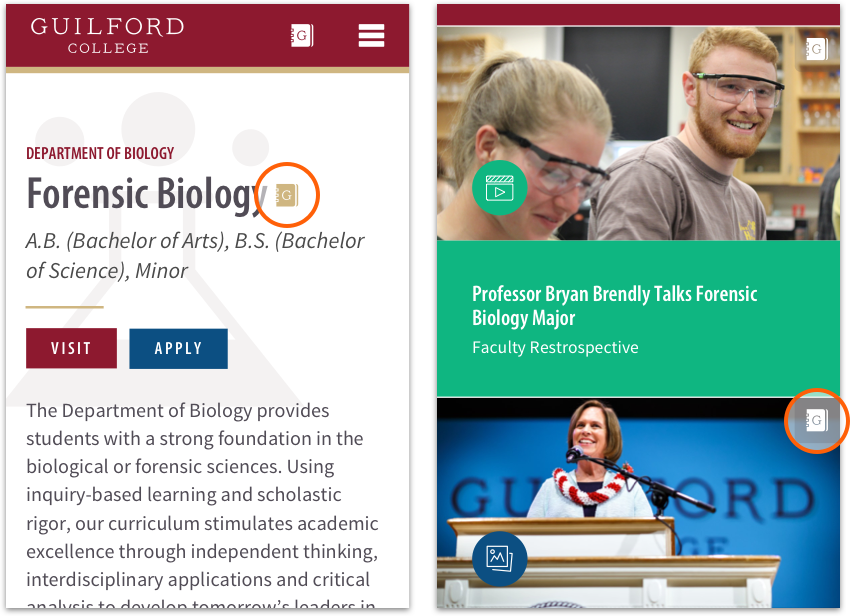 GUILFORD
COLLEGE
G
DEPARTMENT OF BIOLOGY
Forensic Biology
G
A.B. (Bachelor of Arts), B.S. (Bachelor
of Science), Minor
VISIT
APPLY
The Department of Biology provides
students with a strong foundation in the
biological or forensic sciences. Using
inquiry-based learning and scholastic
rigor, our curriculum stimulates academic
excellence through independent thinking,
interdisciplinary applications and critical
analysis to develop tomorrow’s leaders in
G
Professor Bryan Brendly Talks Forensic
Biology Major
Faculty Restrospective
G
GUILFORD
GE